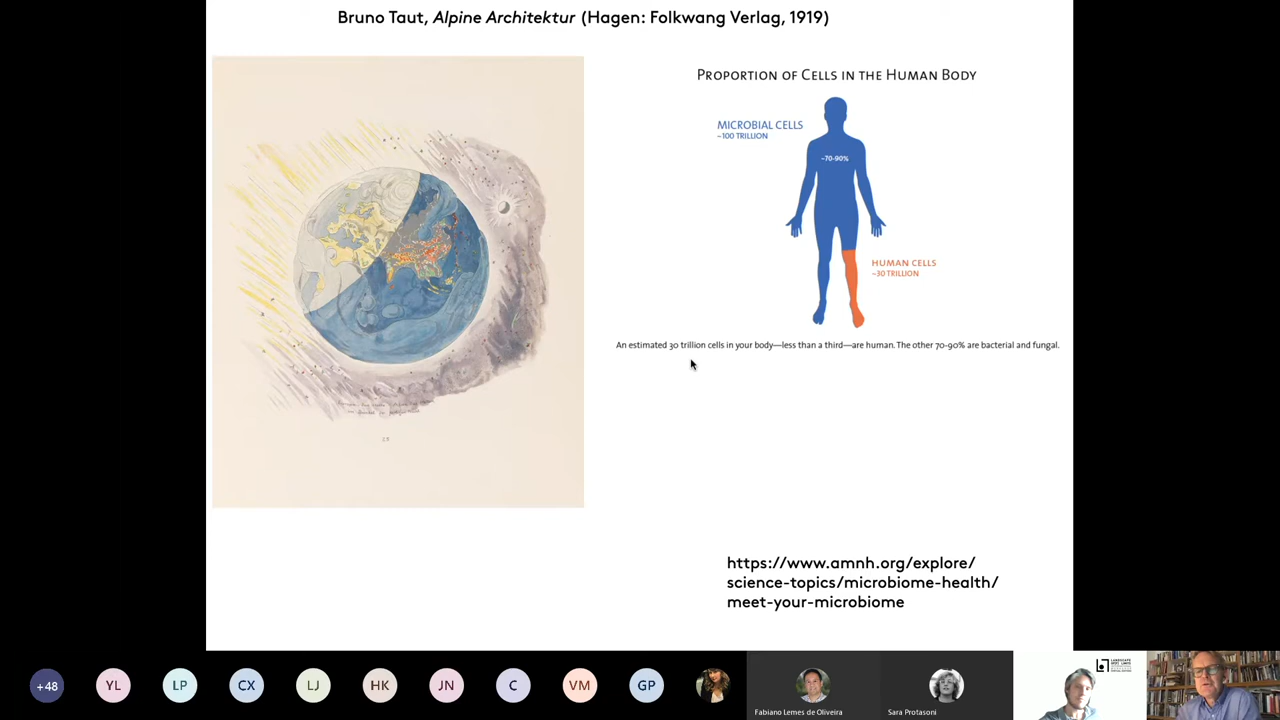 Bruno Taut, Alpine Architektur (Hagen: Folkwang Verlag, 1919)
PROPORTION OF CELLS IN THE HUMAN BODY
MICROBIAL CELLS
~100 TRILLION
~70-90%
HUMAN CELLS
~30 TRILLION
An estimated 30 trillion cells in your body—less than a third—are human. The other 70-90% are bacterial and fungal.
https://www.amnh.org/explore/
science-topics/microbiome-health/
meet-your-microbiome
+48
YL
LP
CX
LJ
HK
JN
C
VM
GP
Fabiano Lemes de Oliveira
Sara Protasoni